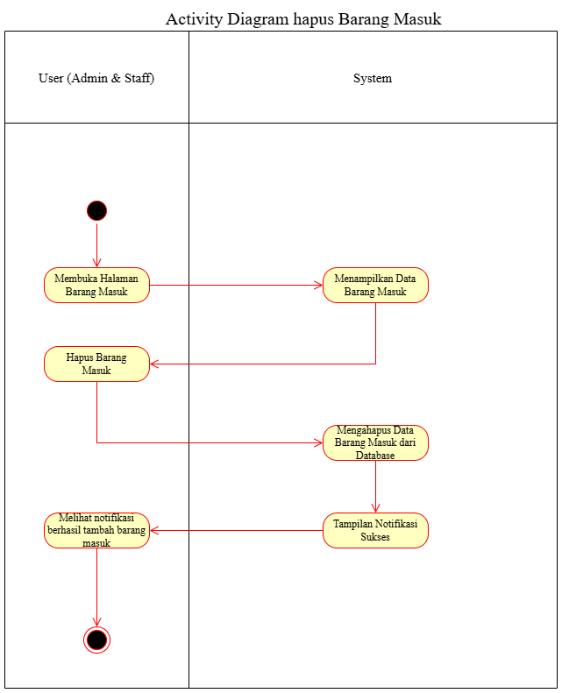 Activity Diagram hapus Barang Masuk
User (Admin & Staff)
System
Membuka Halaman
Barang Masuk
Menampilkan Data
Barang Masuk
Hapus Barang
Masuk
Mengahapus Data
Barang Masuk dari
Database
Tampilan Notifikasi
Sukses
Melihat notifikasi
berhasil tambah barang
masuk